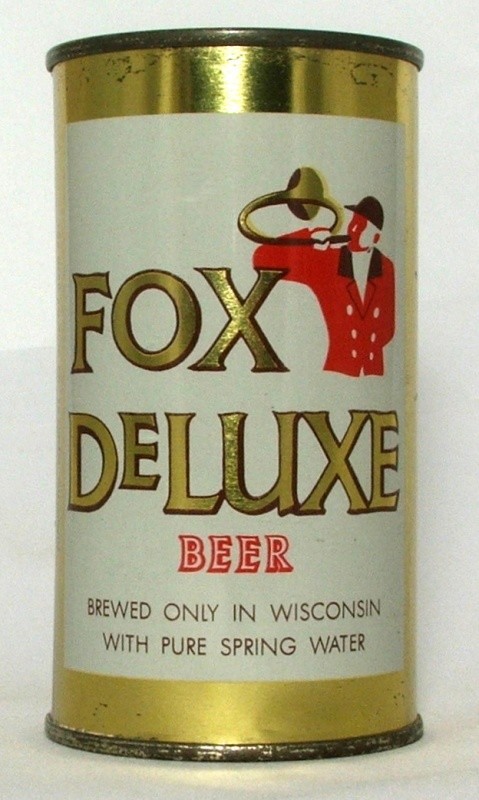 FOX
DELUXE
BEER
BREWED ONLY IN WISCONSIN
WITH PURE SPRING WATER